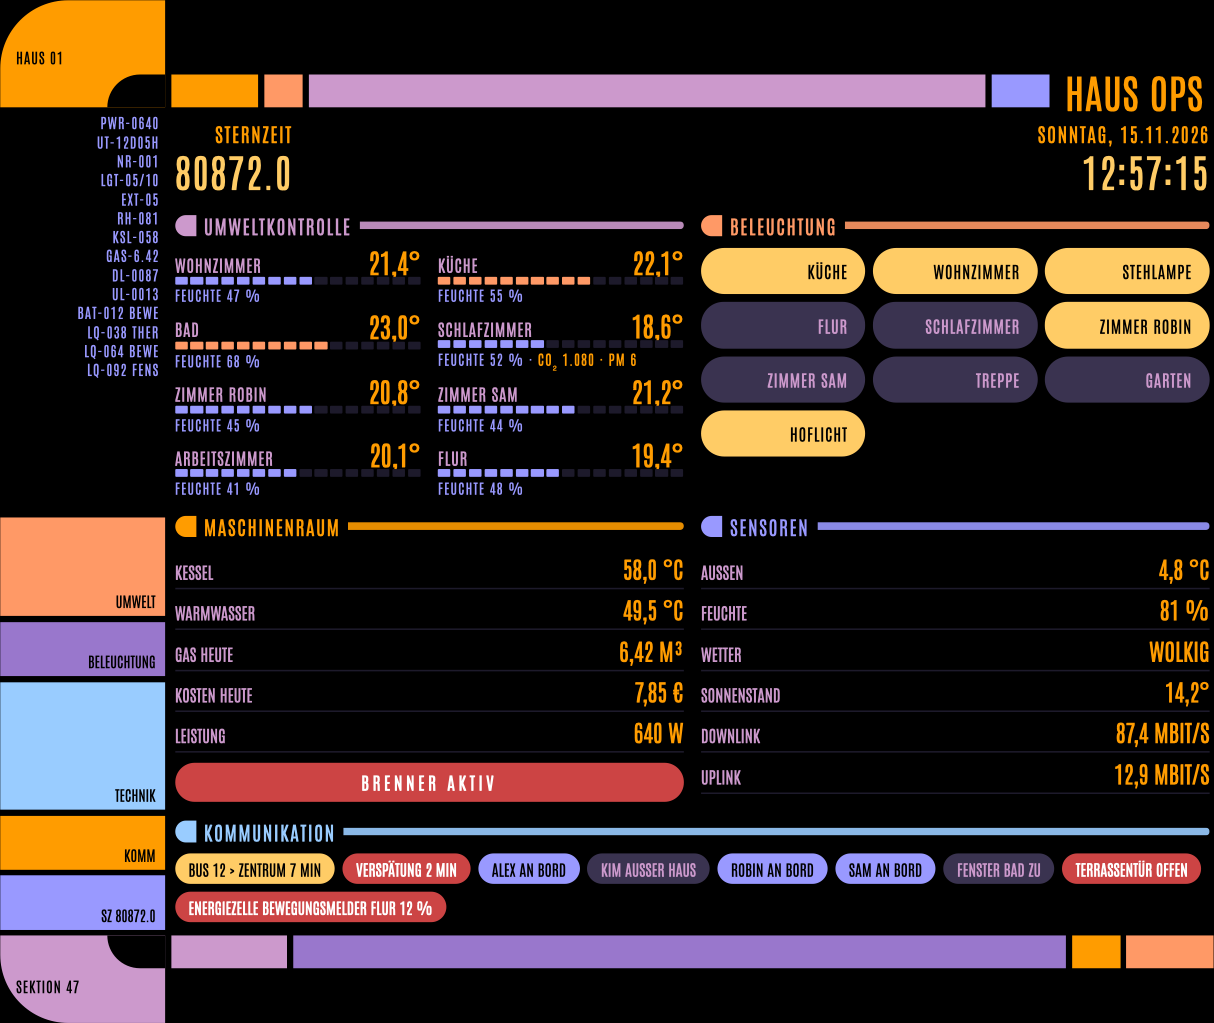 HAUS 01
HAUS OPS
PWR-0640
UT-12D05H
NR-001
LGT-05/10
EXT-05
RH-081
KSL-058
GAS-6.42
DL-0087
UL-0013
BAT-012 BEWE
LQ-038 THER
LQ-064 BEWE
LQ-092 FENS
STERNZEIT
80872.0
SONNTAG, 15.11.2026
12:57:15
UMWELTKONTROLLE
WOHNZIMMER 21,4°
FEUCHTE 47 %
KÜCHE 22,1°
FEUCHTE 55 %
BAD 23,0°
FEUCHTE 68 %
SCHLAFZIMMER 18,6°
FEUCHTE 52 % · CO₂ 1.080 · PM 6
ZIMMER ROBIN 20,8°
FEUCHTE 45 %
ZIMMER SAM 21,2°
FEUCHTE 44 %
ARBEITSZIMMER 20,1°
FEUCHTE 41 %
FLUR 19,4°
FEUCHTE 48 %
BELEUCHTUNG
KÜCHE WOHNZIMMER STEHLAMPE
FLUR SCHLAFZIMMER ZIMMER ROBIN
ZIMMER SAM TREPPE GARTEN
HOFLICHT
UMWELT
BELEUCHTUNG
TECHNIK
KOMM
SZ 80872.0
MASCHINENRAUM
KESSEL 58,0 °C
WARMWASSER 49,5 °C
GAS HEUTE 6,42 M³
KOSTEN HEUTE 7,85 €
LEISTUNG 640 W
BRENNER AKTIV
SENSOREN
AUSSEN 4,8 °C
FEUCHTE 81 %
WETTER WOLKIG
SONNENSTAND 14,2°
DOWNLINK 87,4 MBIT/S
UPLINK 12,9 MBIT/S
KOMMUNIKATION
BUS 12 > ZENTRUM 7 MIN VERSPÄTUNG 2 MIN ALEX AN BORD KIM AUSSER HAUS ROBIN AN BORD SAM AN BORD FENSTER BAD ZU TERRASSENTÜR OFFEN
ENERGIEZELLE BEWEGUNGSMELDER FLUR 12 %
SEKTION 47